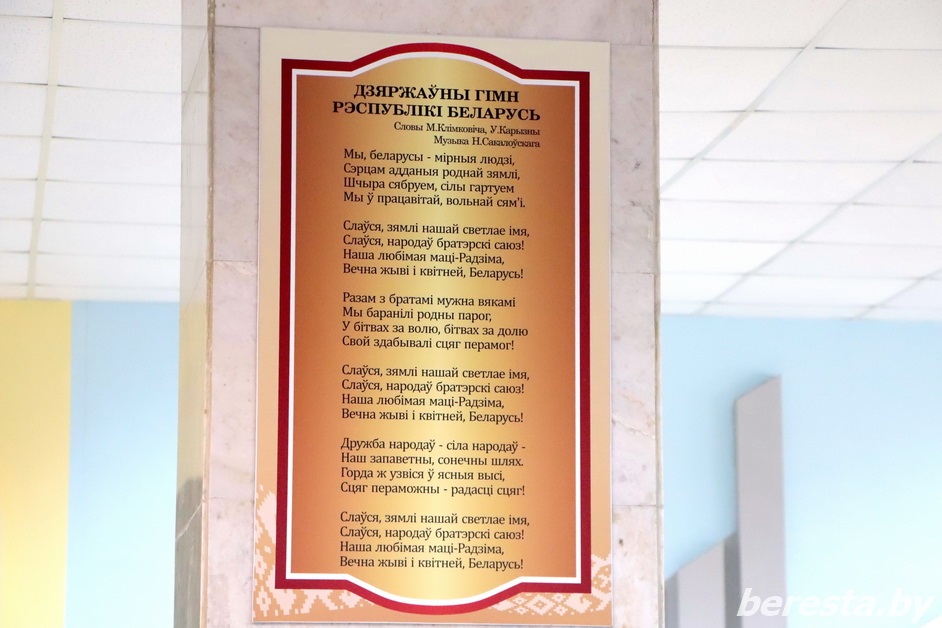 ДЗЯРЖАЎНЫ ГІМН
РЭСПУБЛІКІ БЕЛАРУСЬ
Словы М.Клімковіча, У.Карызны
Музыка Н.Сакалоўскага
Мы, беларусы - мірныя людзі,
Сэрцам адданыя роднай зямлі,
Шчыра сябруем, сілы гартуем
Мы ў працавітай, вольнай сям'і.
Слаўся, зямлі нашай светлае імя,
Слаўся, народаў братэрскі саюз!
Наша любімая маці-Радзіма,
Вечна жыві і квітней, Беларусь!
Разам з братамі мужна вякамі
Мы баранілі родны парог,
У бітвах за волю, бітвах за долю
Свой здабывалі сцяг перамог!
Слаўся, зямлі нашай светлае імя,
Слаўся, народаў братэрскі саюз!
Наша любімая маці-Радзіма,
Вечна жыві і квітней, Беларусь!
Дружба народаў - сіла народаў -
Наш запаветны, сонечны шлях.
Горда ж узвіся ў ясныя высі,
Сцяг пераможны - радасці сцяг!
Слаўся, зямлі нашай светлае імя,
Слаўся, народаў братэрскі саюз!
Наша любімая маці-Радзіма,
Вечна жыві і квітней, Беларусь!
beresta.by